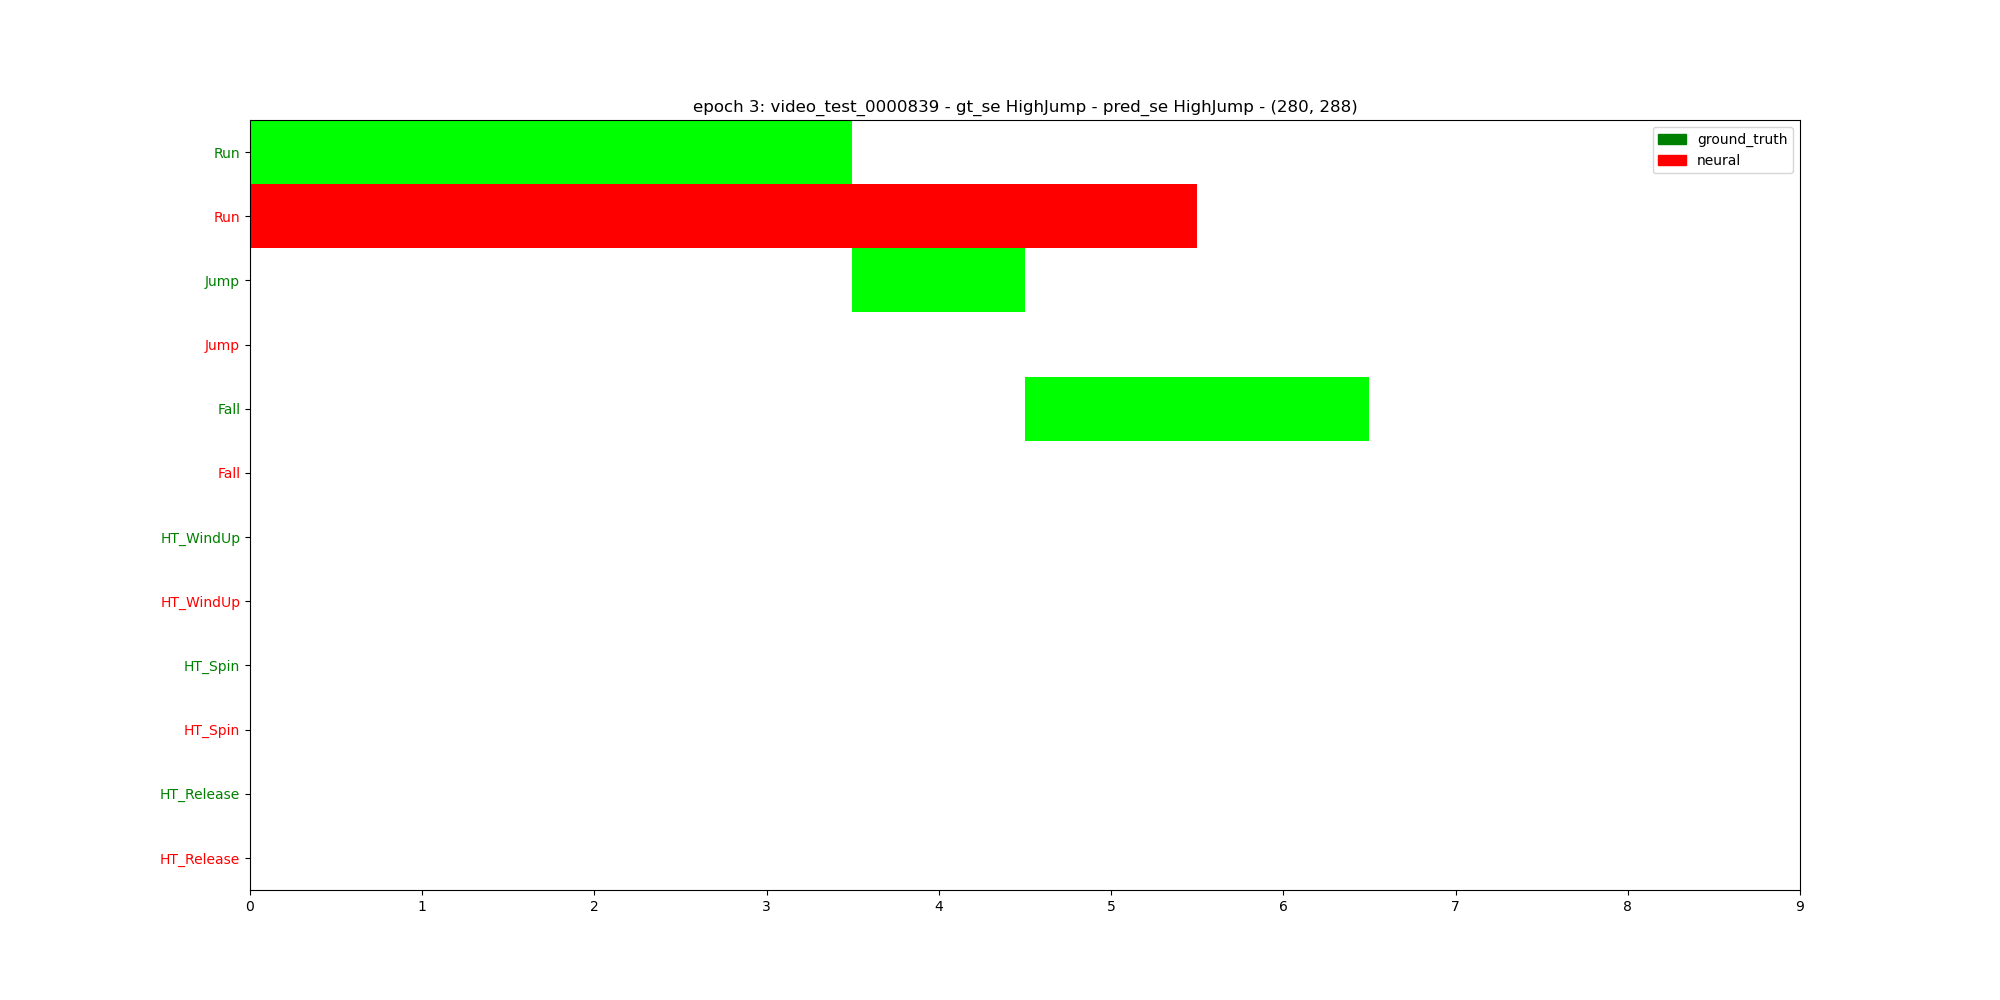 epoch 3: video_test_0000839 - gt_se HighJump - pred_se HighJump - (280, 288)
ground_truth
neural
Run
Run
Jump
Jump
Fall
Fall
HT_WindUp
HT_WindUp
HT_Spin
HT_Spin
HT_Release
HT_Release
0 1 2 3 4 5 6 7 8 9